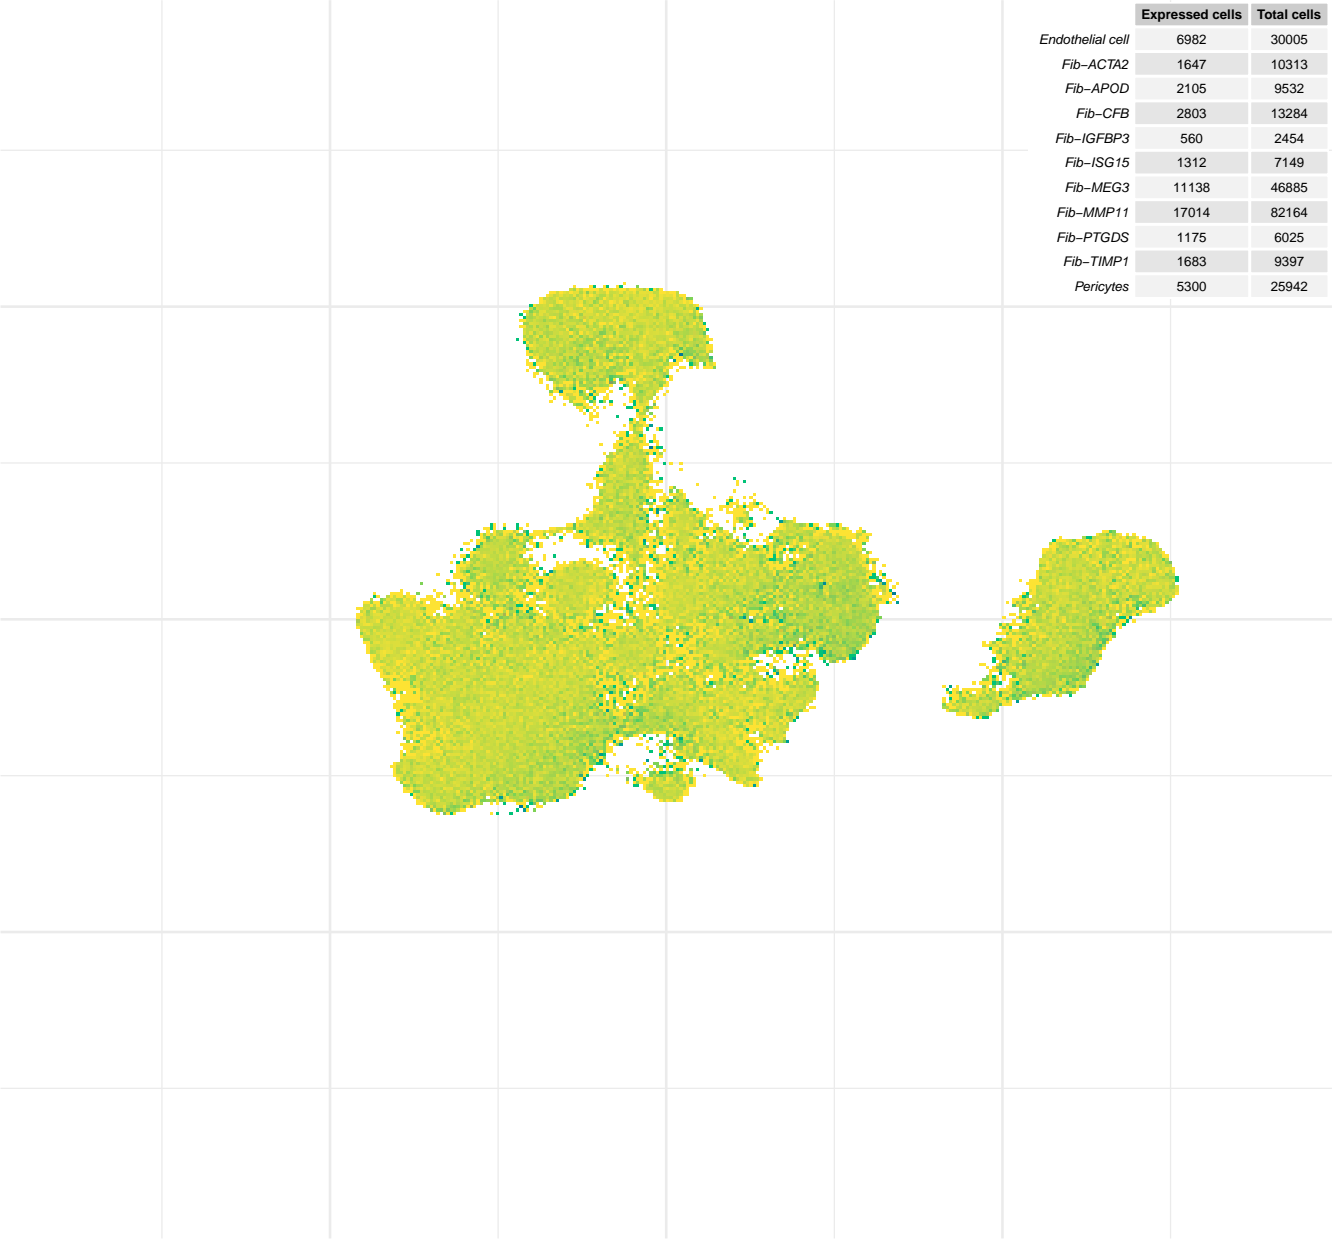 Expressed cells Total cells
Endothelial cell 6982 30005
Fib−ACTA2 1647 10313
Fib−APOD 2105 9532
Fib−CFB 2803 13284
Fib−IGFBP3 560 2454
Fib−ISG15 1312 7149
Fib−MEG3 11138 46885
Fib−MMP11 17014 82164
Fib−PTGDS 1175 6025
Fib−TIMP1 1683 9397
Pericytes 5300 25942